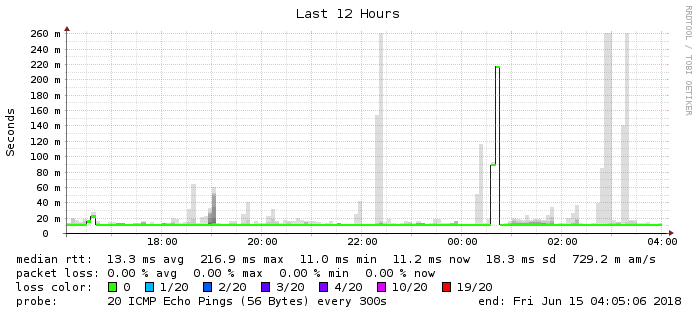 Last 12 Hours
RRDTOOL / TOBI OETIKER
Seconds
260 m
240 m
220 m
200 m
180 m
160 m
140 m
120 m
100 m
80 m
60 m
40 m
20 m
0
18:00 20:00 22:00 00:00 02:00 04:00
median rtt: 13.3 ms avg 216.9 ms max 11.0 ms min 11.2 ms now 18.3 ms sd 729.2 m am/s
packet loss: 0.00 % avg 0.00 % max 0.00 % min 0.00 % now
loss color: 0 1/20 2/20 3/20 4/20 10/20 19/20
probe: 20 ICMP Echo Pings (56 Bytes) every 300s end: Fri Jun 15 04:05:06 2018